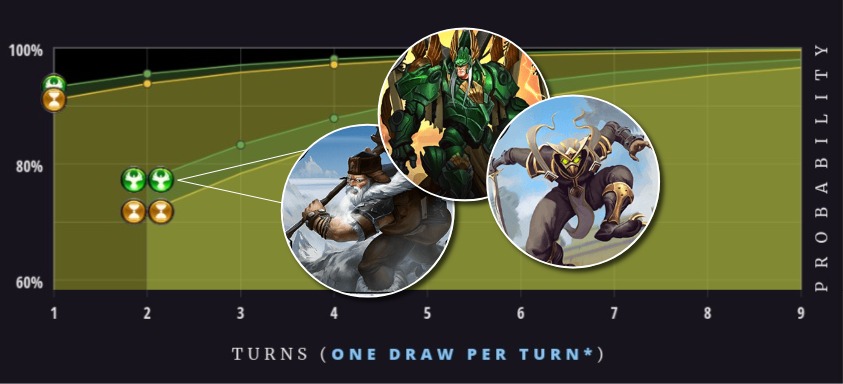 100%
80%
60%
1 2 3 4 5 6 7 8 9
TURNS (ONE DRAW PER TURN*)
PROBABILITY